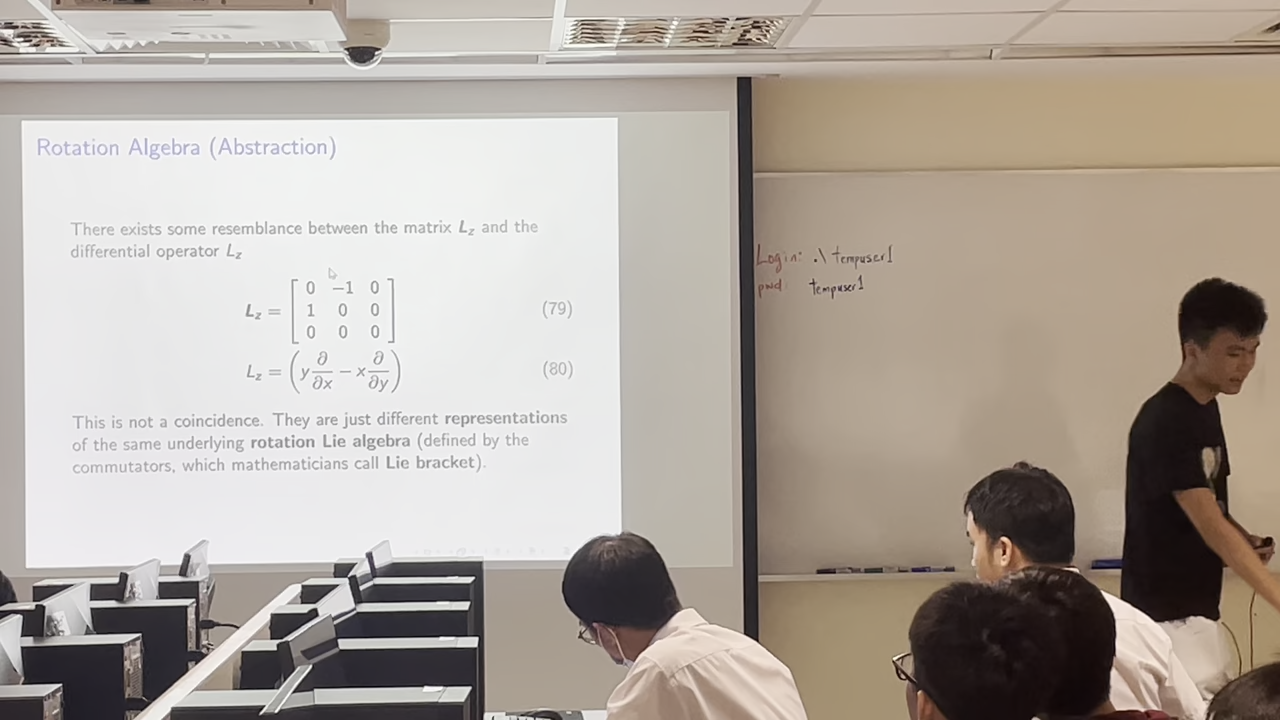 Rotation Algebra (Abstraction)
There exists some resemblance between the matrix L_z and the
differential operator L_z
L_z = [ 0 −1 0
1 0 0
0 0 0 ] (79)
L_z = ( y ∂/∂x − x ∂/∂y ) (80)
This is not a coincidence. They are just different representations
of the same underlying rotation Lie algebra (defined by the
commutators, which mathematicians call Lie bracket).
Login: .\tempuser1
pwd: tempuser1